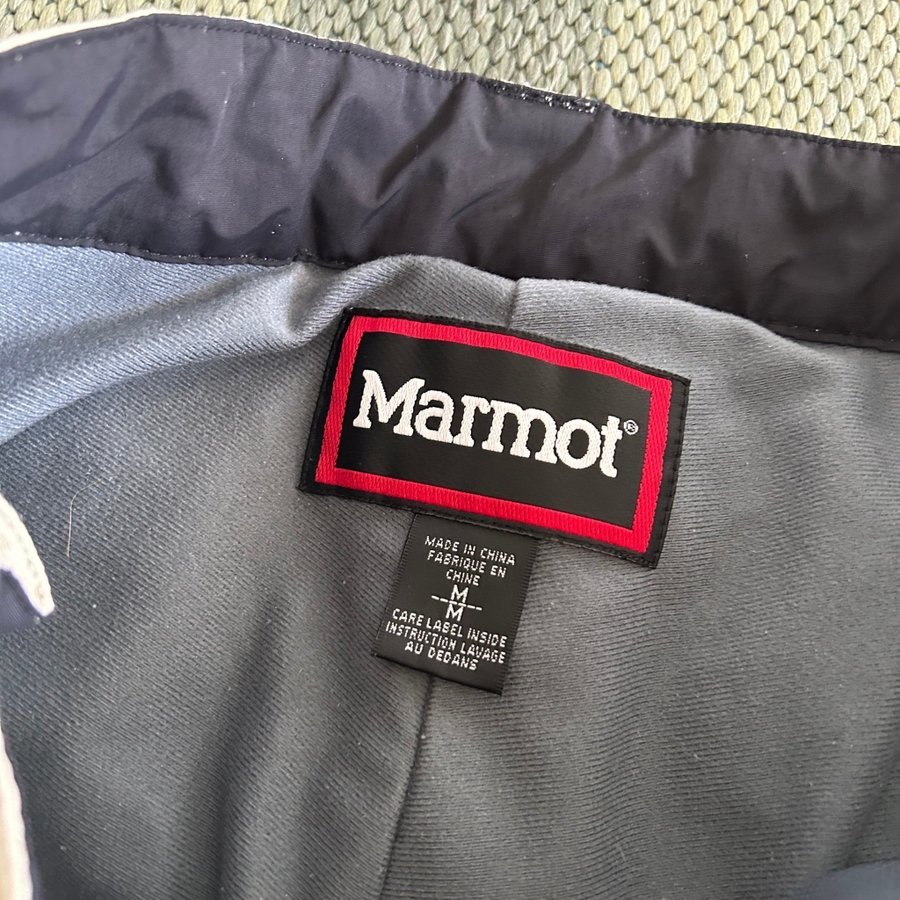 Marmot®
MADE IN CHINA
FABRIQUE EN
CHINE
M
M
CARE LABEL INSIDE
INSTRUCTION LAVAGE
AU DEDANS